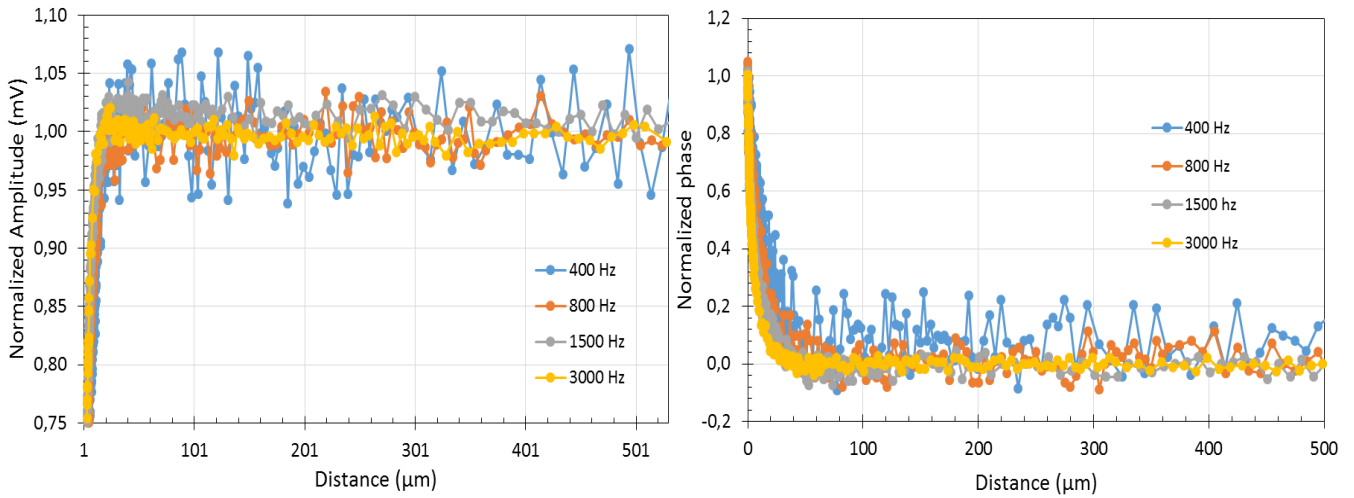 Normalized Amplitude (mV)
1,10
1,05
1,00
0,95
0,90
0,85
0,80
0,75
400 Hz
800 Hz
1500 Hz
3000 Hz
1 101 201 301 401 501
Distance (µm)
Normalized phase
1,2
1,0
0,8
0,6
0,4
0,2
0,0
-0,2
400 Hz
800 Hz
1500 hz
3000 Hz
0 100 200 300 400 500
Distance (µm)